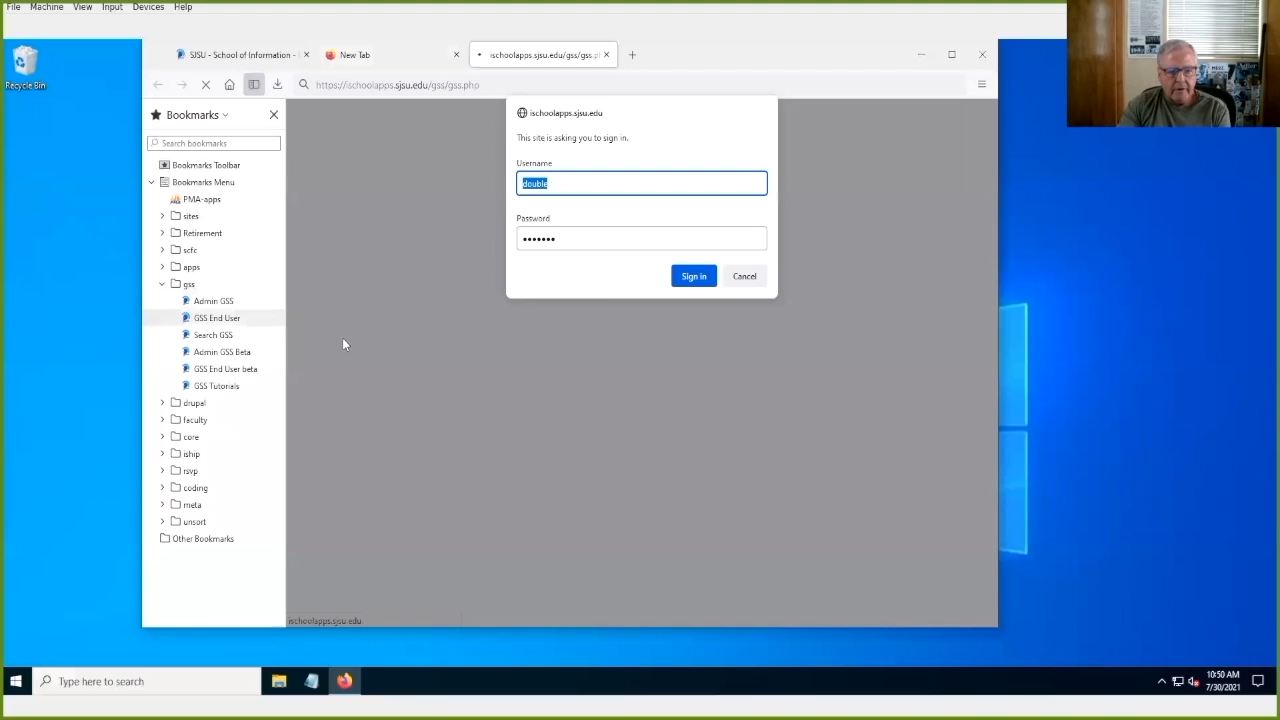 File Machine View Input Devices Help
Recycle Bin
SJSU - School of Information -
New Tab
ischoolapps.sjsu.edu/gss/gss.p
https://ischoolapps.sjsu.edu/gss/gss.php
Bookmarks
Search bookmarks
Bookmarks Toolbar
Bookmarks Menu
PMA-apps
sites
Retirement
scfc
apps
gss
Admin GSS
GSS End User
Search GSS
Admin GSS Beta
GSS End User beta
GSS Tutorials
drupal
faculty
core
iship
rsvp
coding
meta
unsort
Other Bookmarks
ischoolapps.sjsu.edu
This site is asking you to sign in.
Username
double
Password
•••••••
Sign in Cancel
ischoolapps.sjsu.edu
Type here to search
10:50 AM
7/30/2021